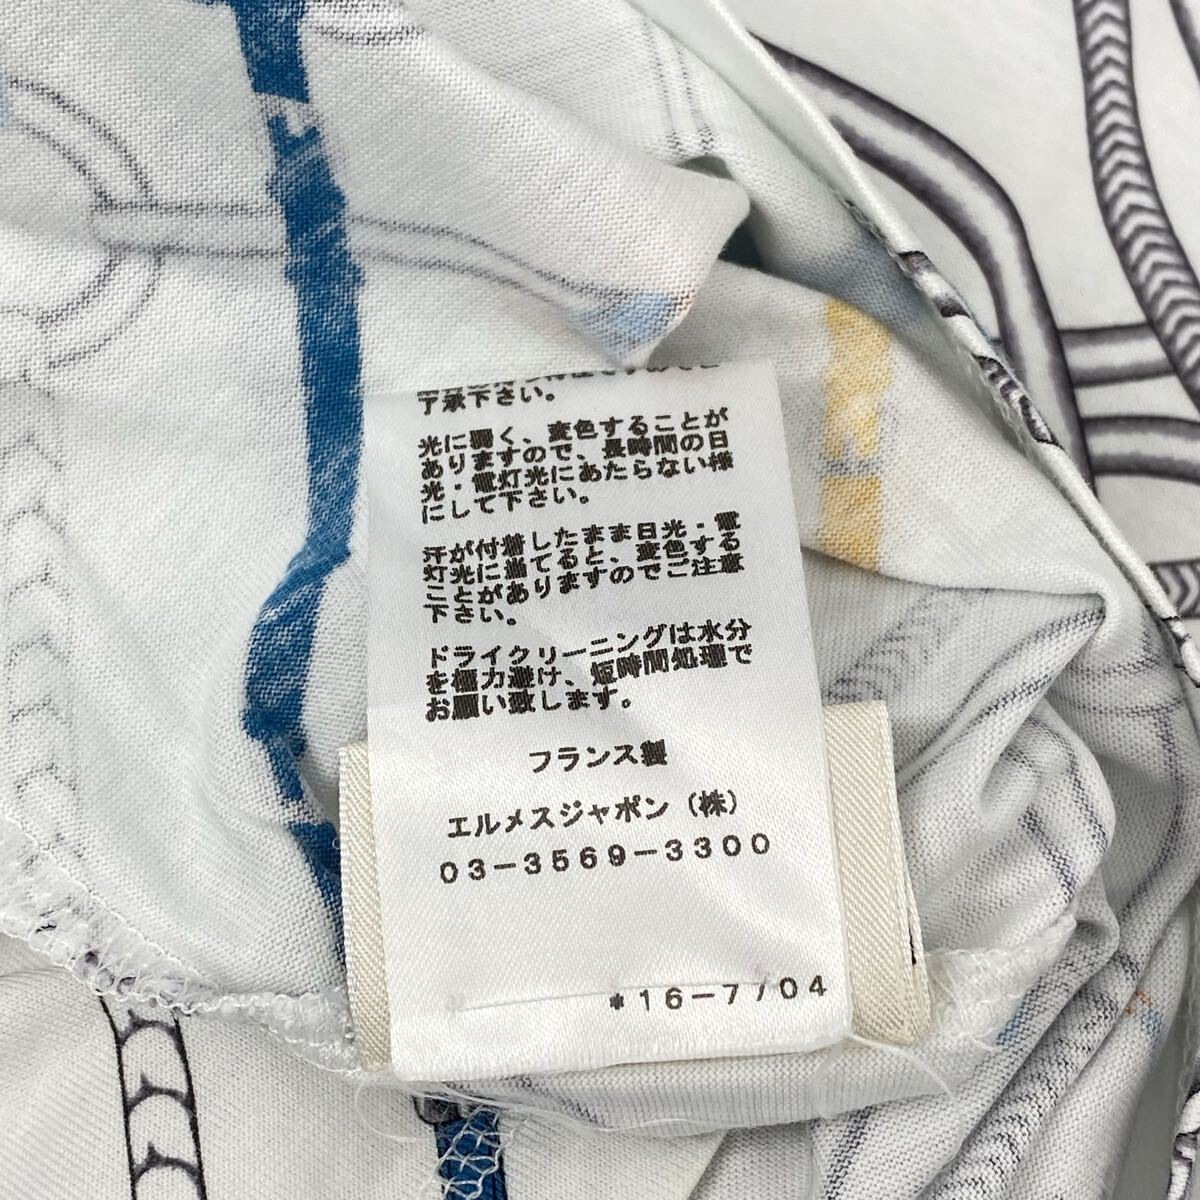 了承下さい。
光に弱く、変色することが
ありますので、長時間の日
光・電灯光にあたらない様
にして下さい。
汗が付着したまま日光・電
灯光に当てると、変色する
ことがありますのでご注意
下さい。
ドライクリーニングは水分
を極力避け、短時間処理で
お願い致します。
フランス製
エルメスジャポン（株）
03-3569-3300
*16-7704